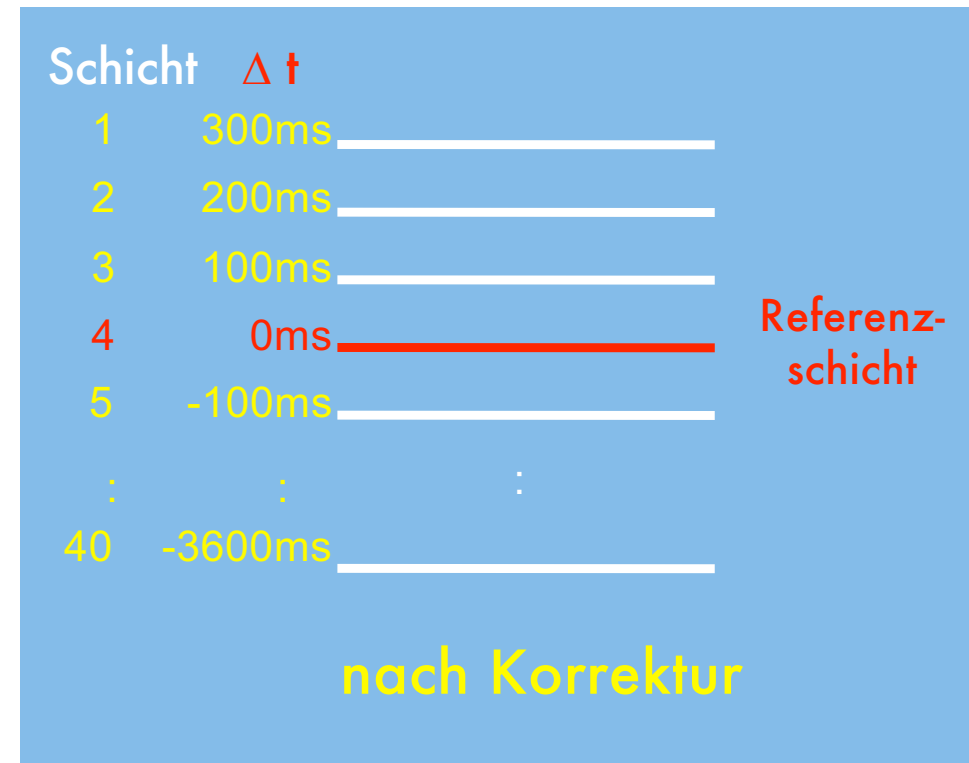 Schicht Δ t
1 300ms
2 200ms
3 100ms
4 0ms
Referenz-
schicht
5 -100ms
: : :
40 -3600ms
nach Korrektur